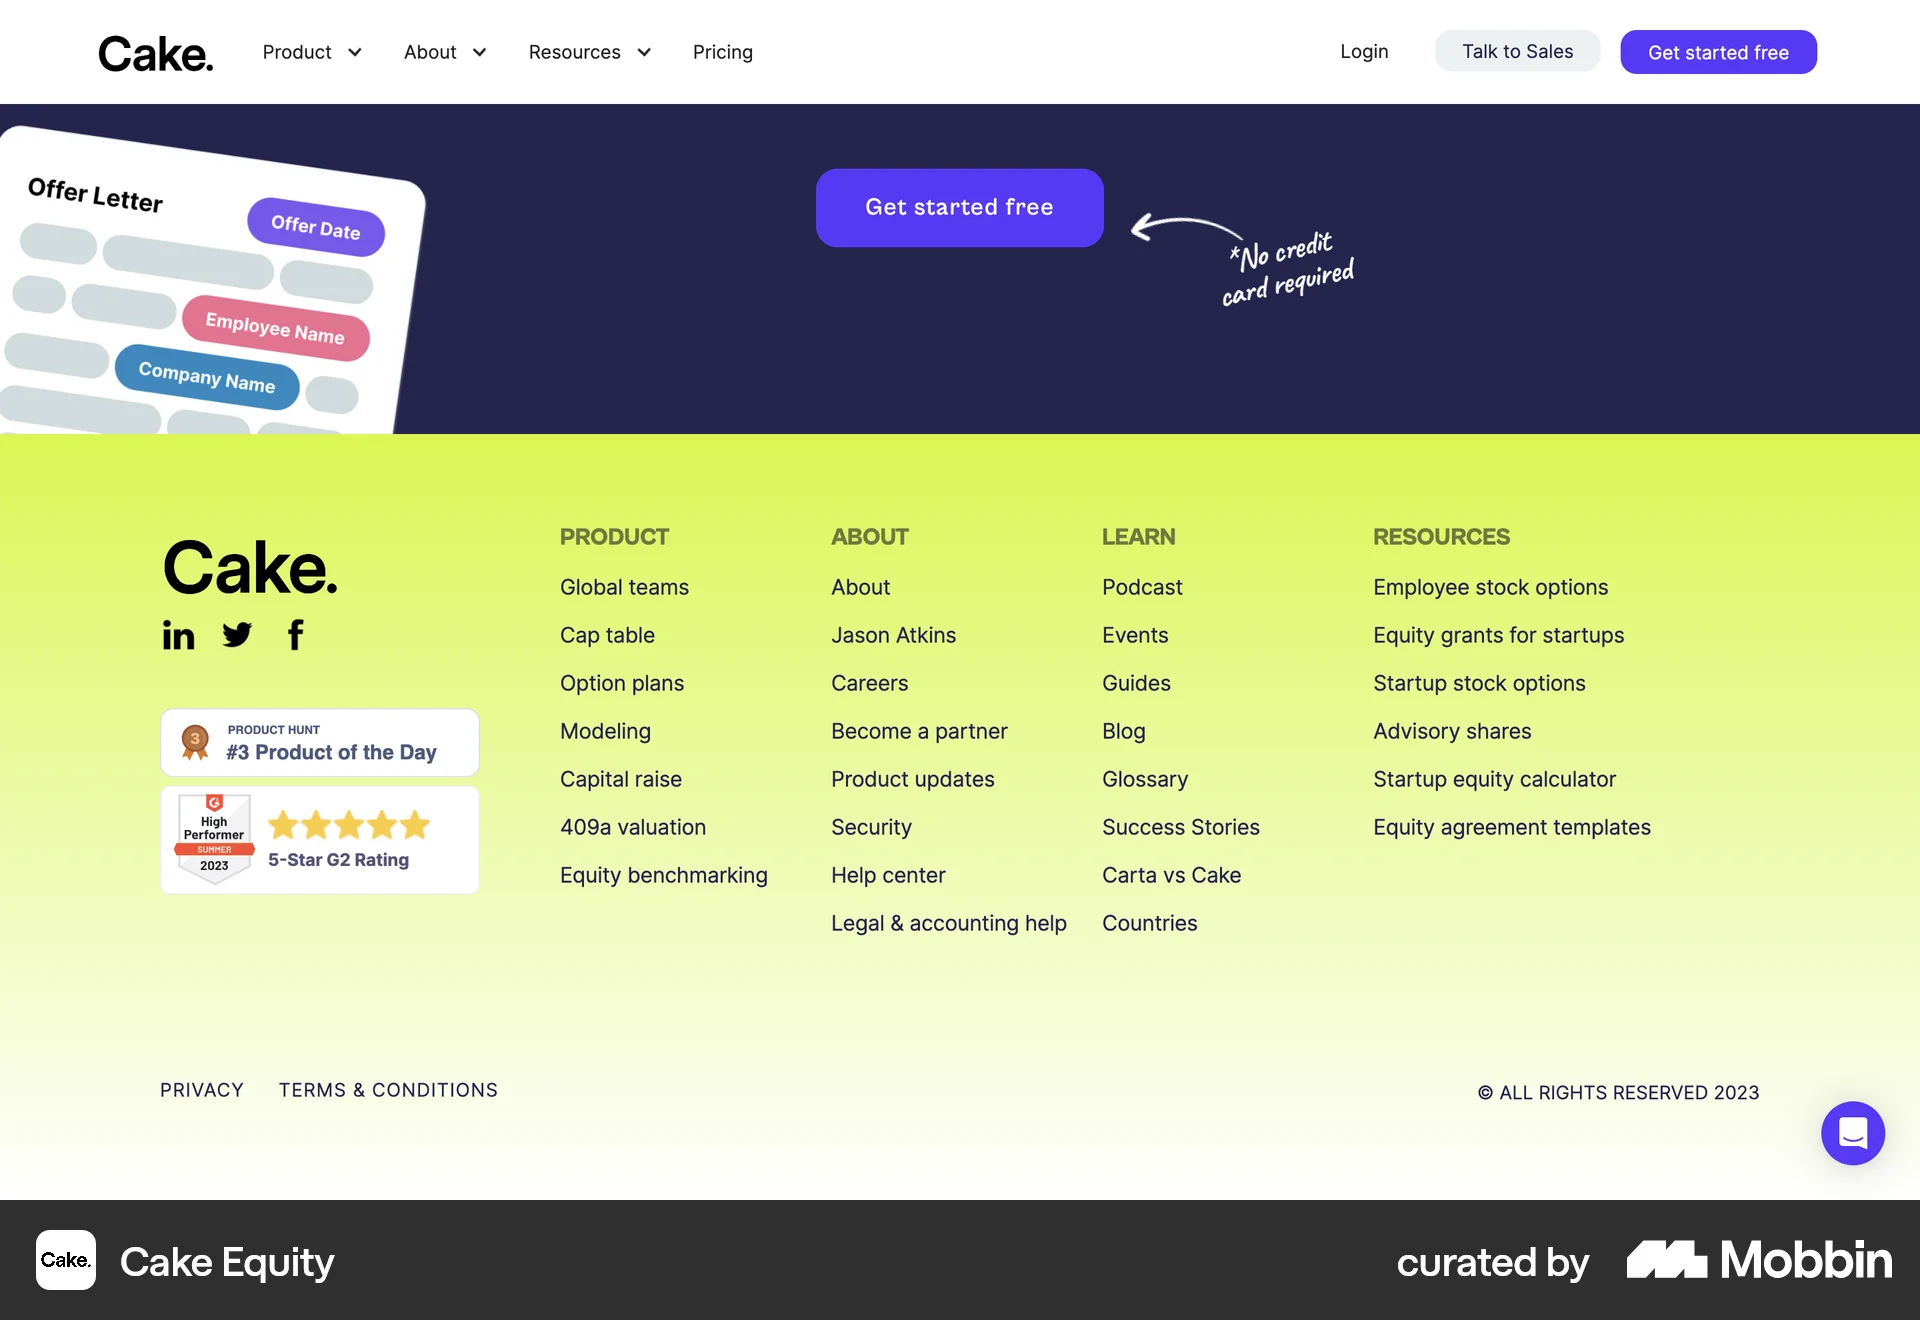 Cake.
Product
About
Resources
Pricing
Login
Talk to Sales
Get started free
Offer Letter
Offer Date
Employee Name
Company Name
Get started free
*No credit
card required
Cake.
in
f
PRODUCT HUNT
3
#3 Product of the Day
G
High
Performer
SUMMER
2023
5-Star G2 Rating
PRODUCT
Global teams
Cap table
Option plans
Modeling
Capital raise
409a valuation
Equity benchmarking
ABOUT
About
Jason Atkins
Careers
Become a partner
Product updates
Security
Help center
Legal & accounting help
LEARN
Podcast
Events
Guides
Blog
Glossary
Success Stories
Carta vs Cake
Countries
RESOURCES
Employee stock options
Equity grants for startups
Startup stock options
Advisory shares
Startup equity calculator
Equity agreement templates
PRIVACY
TERMS & CONDITIONS
© ALL RIGHTS RESERVED 2023
Cake.
Cake Equity
curated by
Mobbin